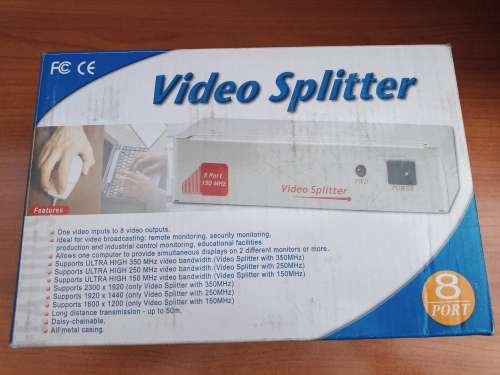 FC CE
Video Splitter
8 Port
150 MHz
Video Splitter
PWR
POWER
Features
One video inputs to 8 video outputs.
Ideal for video broadcasting: remote monitoring, security monitoring,
production and industrial control monitoring, educational facilities.
Allows one computer to provide simultaneous displays on 2 different monitors or more.
Supports ULTRA HIGH 350 MHz video bandwidth.(Video Splitter with 350MHz)
Supports ULTRA HIGH 250 MHz video bandwidth.(Video Splitter with 250MHz)
Supports ULTRA HIGH 150 MHz video bandwidth.(Video Splitter with 150MHz)
Supports 2300 x 1920 (only Video Splitter with 350MHz)
Supports 1920 x 1440 (only Video Splitter with 250MHz)
Supports 1600 x 1200 (only Video Splitter with 150MHz)
Long distance transmission - up to 50m.
Daisy-chainable.
All metal casing.
8
PORT